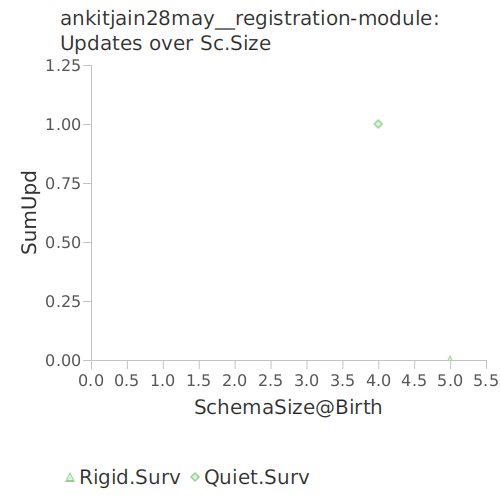 ankitjain28may__registration-module:
Updates over Sc.Size
1.25
1.00
0.75
0.50
0.25
0.00
SumUpd
0.0 0.5 1.0 1.5 2.0 2.5 3.0 3.5 4.0 4.5 5.0 5.5
SchemaSize@Birth
Rigid.Surv Quiet.Surv